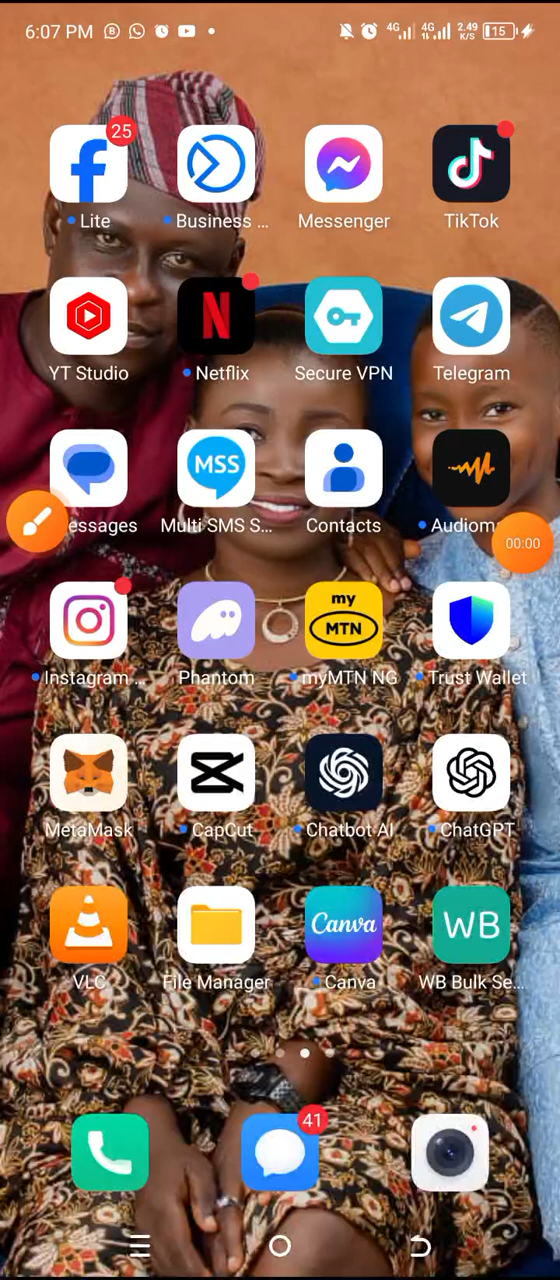 6:07 PM B 4G 4G 2.49 K/S 15
25
Lite Business ... Messenger TikTok
N
YT Studio Netflix Secure VPN Telegram
MSS
essages Multi SMS S... Contacts Audiom
00:00
my
MTN
Instagram ... Phantom myMTN NG Trust Wallet
MetaMask CapCut Chatbot AI ChatGPT
Canva WB
VLC File Manager Canva WB Bulk Se...
41